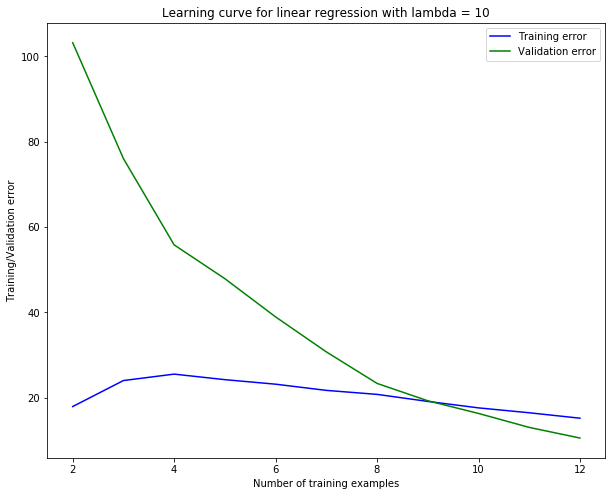 Learning curve for linear regression with lambda = 10
Training error
Validation error
Training/Validation error
100
80
60
40
20
2
4
6
8
10
12
Number of training examples